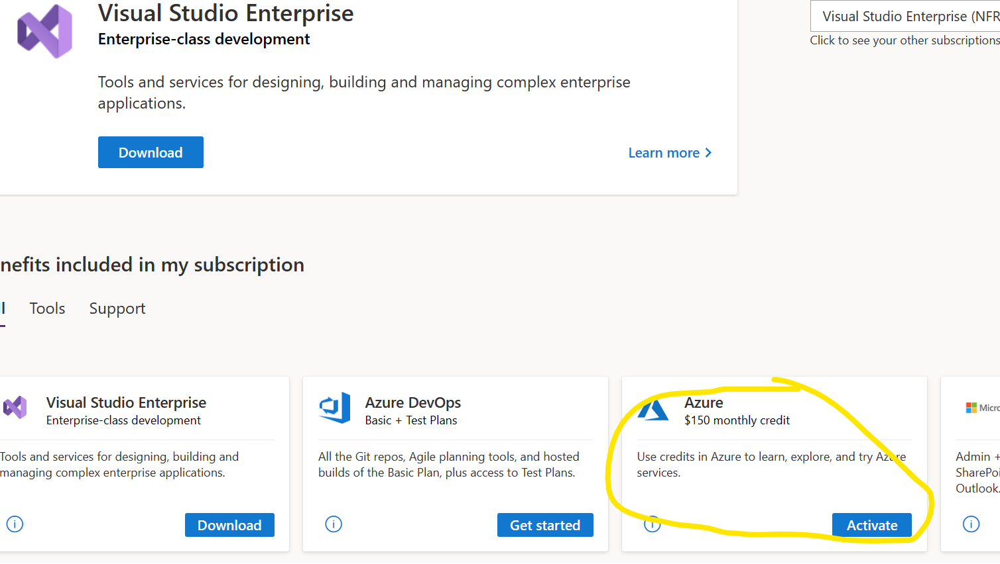 Visual Studio Enterprise
Enterprise-class development
Tools and services for designing, building and managing complex enterprise
applications.
Download
Learn more
Visual Studio Enterprise (NFR
Click to see your other subscriptions
nefits included in my subscription
Tools
Support
Visual Studio Enterprise
Enterprise-class development
Tools and services for designing, building and
managing complex enterprise applications.
Download
Azure DevOps
Basic + Test Plans
All the Git repos, Agile planning tools, and hosted
builds of the Basic Plan, plus access to Test Plans.
Get started
Azure
$150 monthly credit
Use credits in Azure to learn, explore, and try Azure
services.
Activate
Micro
Admin +
SharePoi
Outlook.